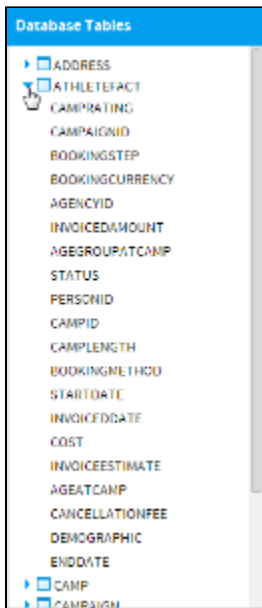 Database Tables
ADDRESS
ATHLETEFACT
CAMPRATING
CAMPAIGNID
BOOKINGSTEP
BOOKINGCURRENCY
AGENCYID
INVOICEDAMOUNT
AGEGROUPATCAMP
STATUS
PERSONID
CAMPID
CAMPLENGTH
BOOKINGMETHOD
STARTDATE
INVOICEDDATE
COST
INVOICEESTIMATE
AGEATCAMP
CANCELLATIONFEE
DEMOGRAPHIC
ENDDATE
CAMP
CAMPAIGN